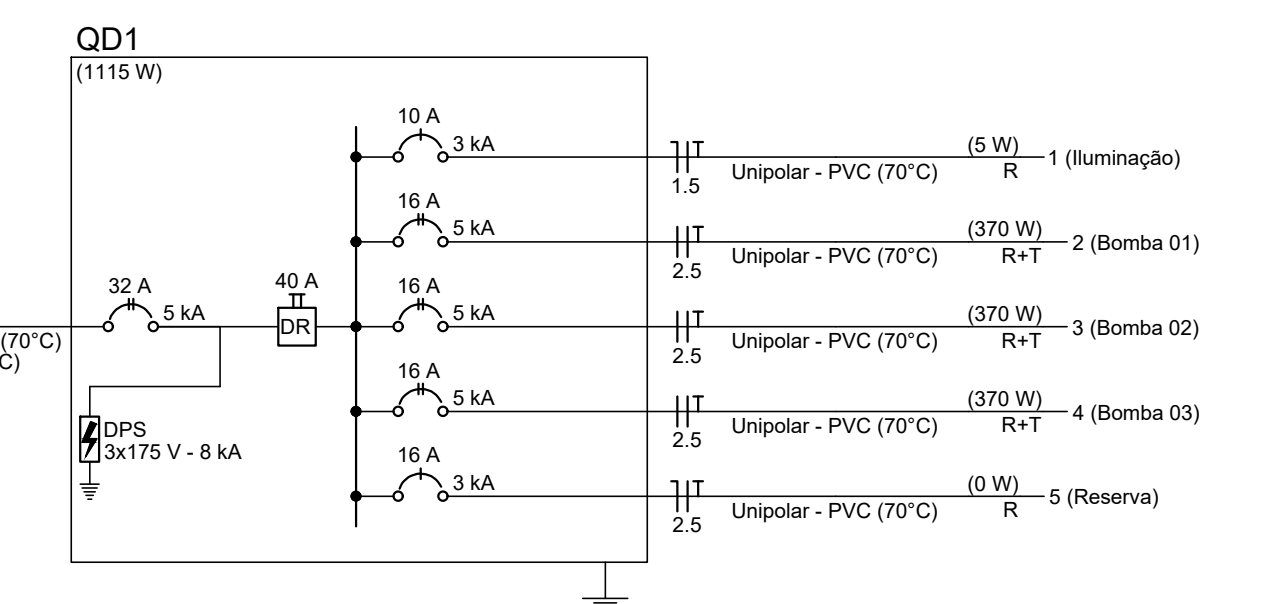 QD1
(1115 W)
10 A
3 kA
1.5
Unipolar - PVC (70°C)
(5 W)
R
1 (Iluminação)
16 A
5 kA
2.5
Unipolar - PVC (70°C)
(370 W)
R+T
2 (Bomba 01)
32 A
5 kA
(70°C)
C)
40 A
DR
16 A
5 kA
2.5
Unipolar - PVC (70°C)
(370 W)
R+T
3 (Bomba 02)
16 A
5 kA
2.5
Unipolar - PVC (70°C)
(370 W)
R+T
4 (Bomba 03)
DPS
3x175 V - 8 kA
16 A
3 kA
2.5
Unipolar - PVC (70°C)
(0 W)
R
5 (Reserva)